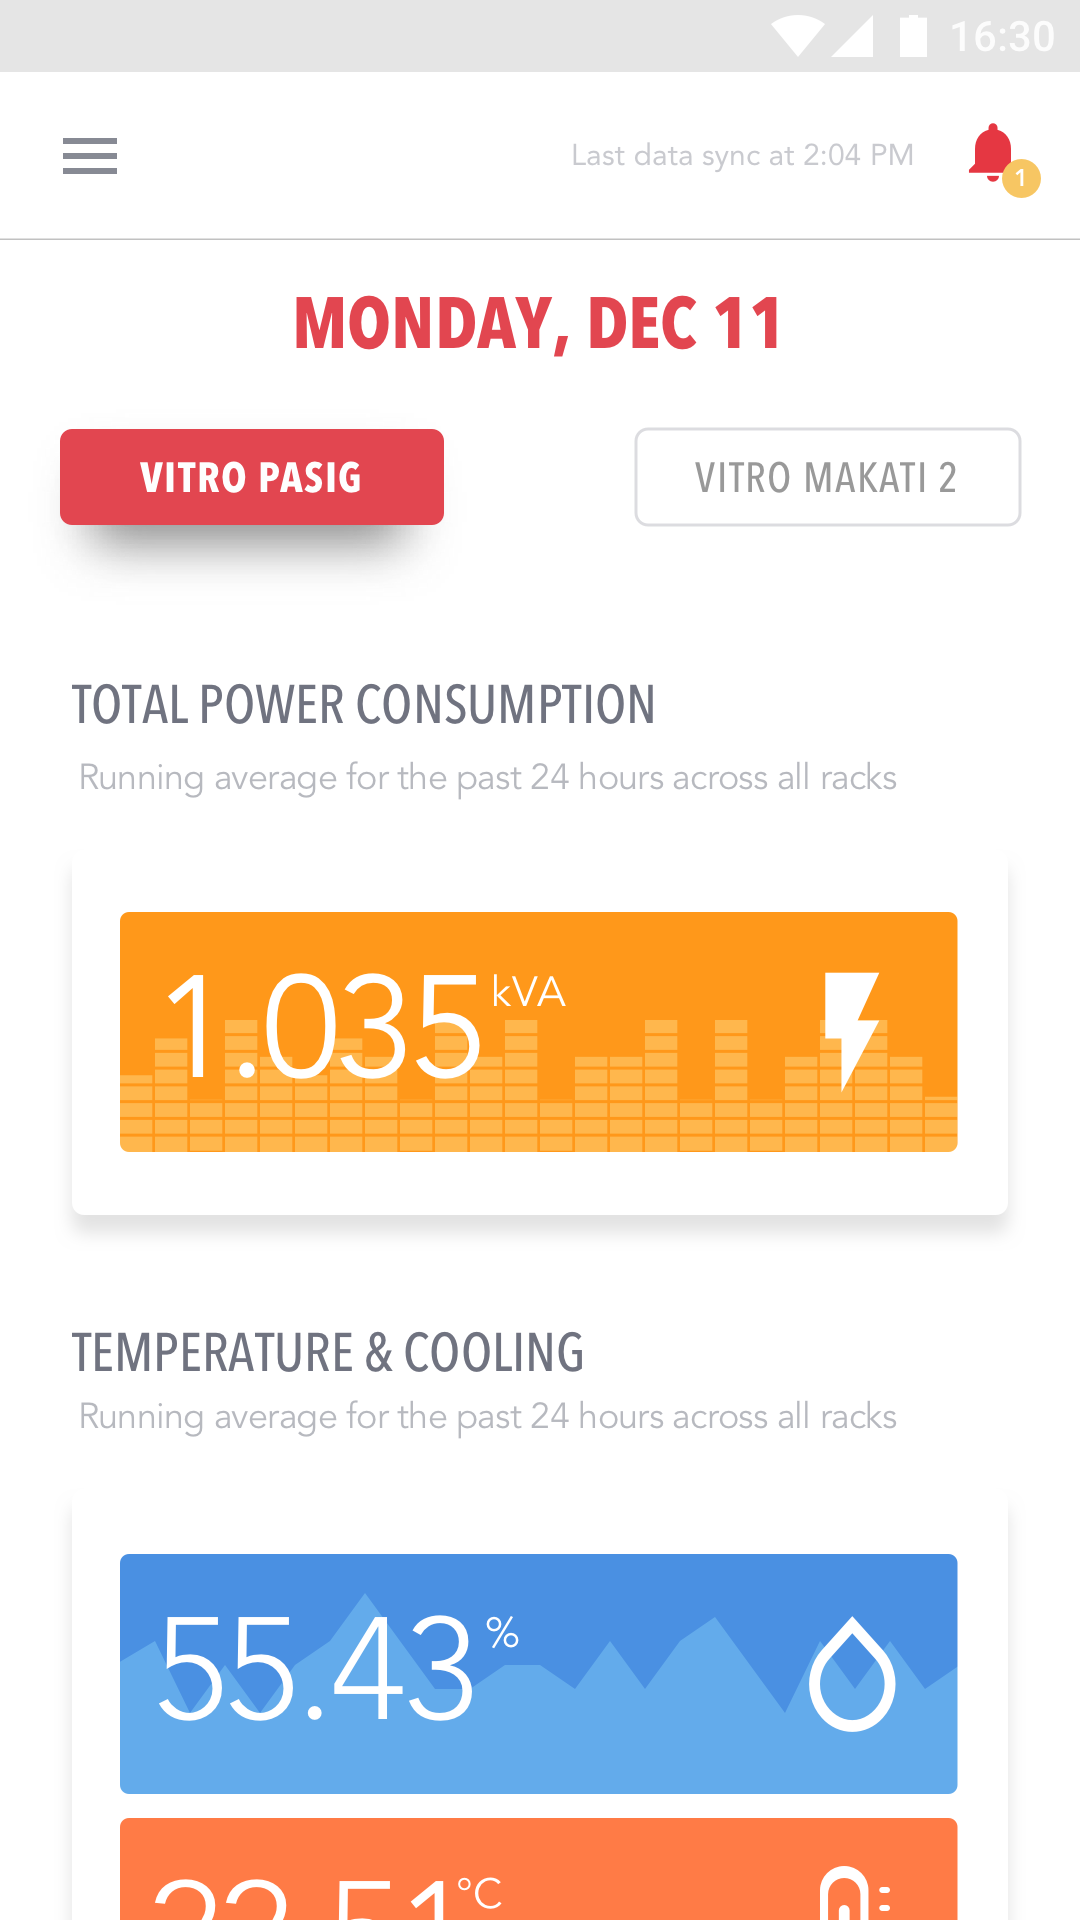 16:30
Last data sync at 2:04 PM
1
MONDAY, DEC 11
VITRO PASIG
VITRO MAKATI 2
TOTAL POWER CONSUMPTION
Running average for the past 24 hours across all racks
1.035 kVA
TEMPERATURE & COOLING
Running average for the past 24 hours across all racks
55.43 %
22.51 °C